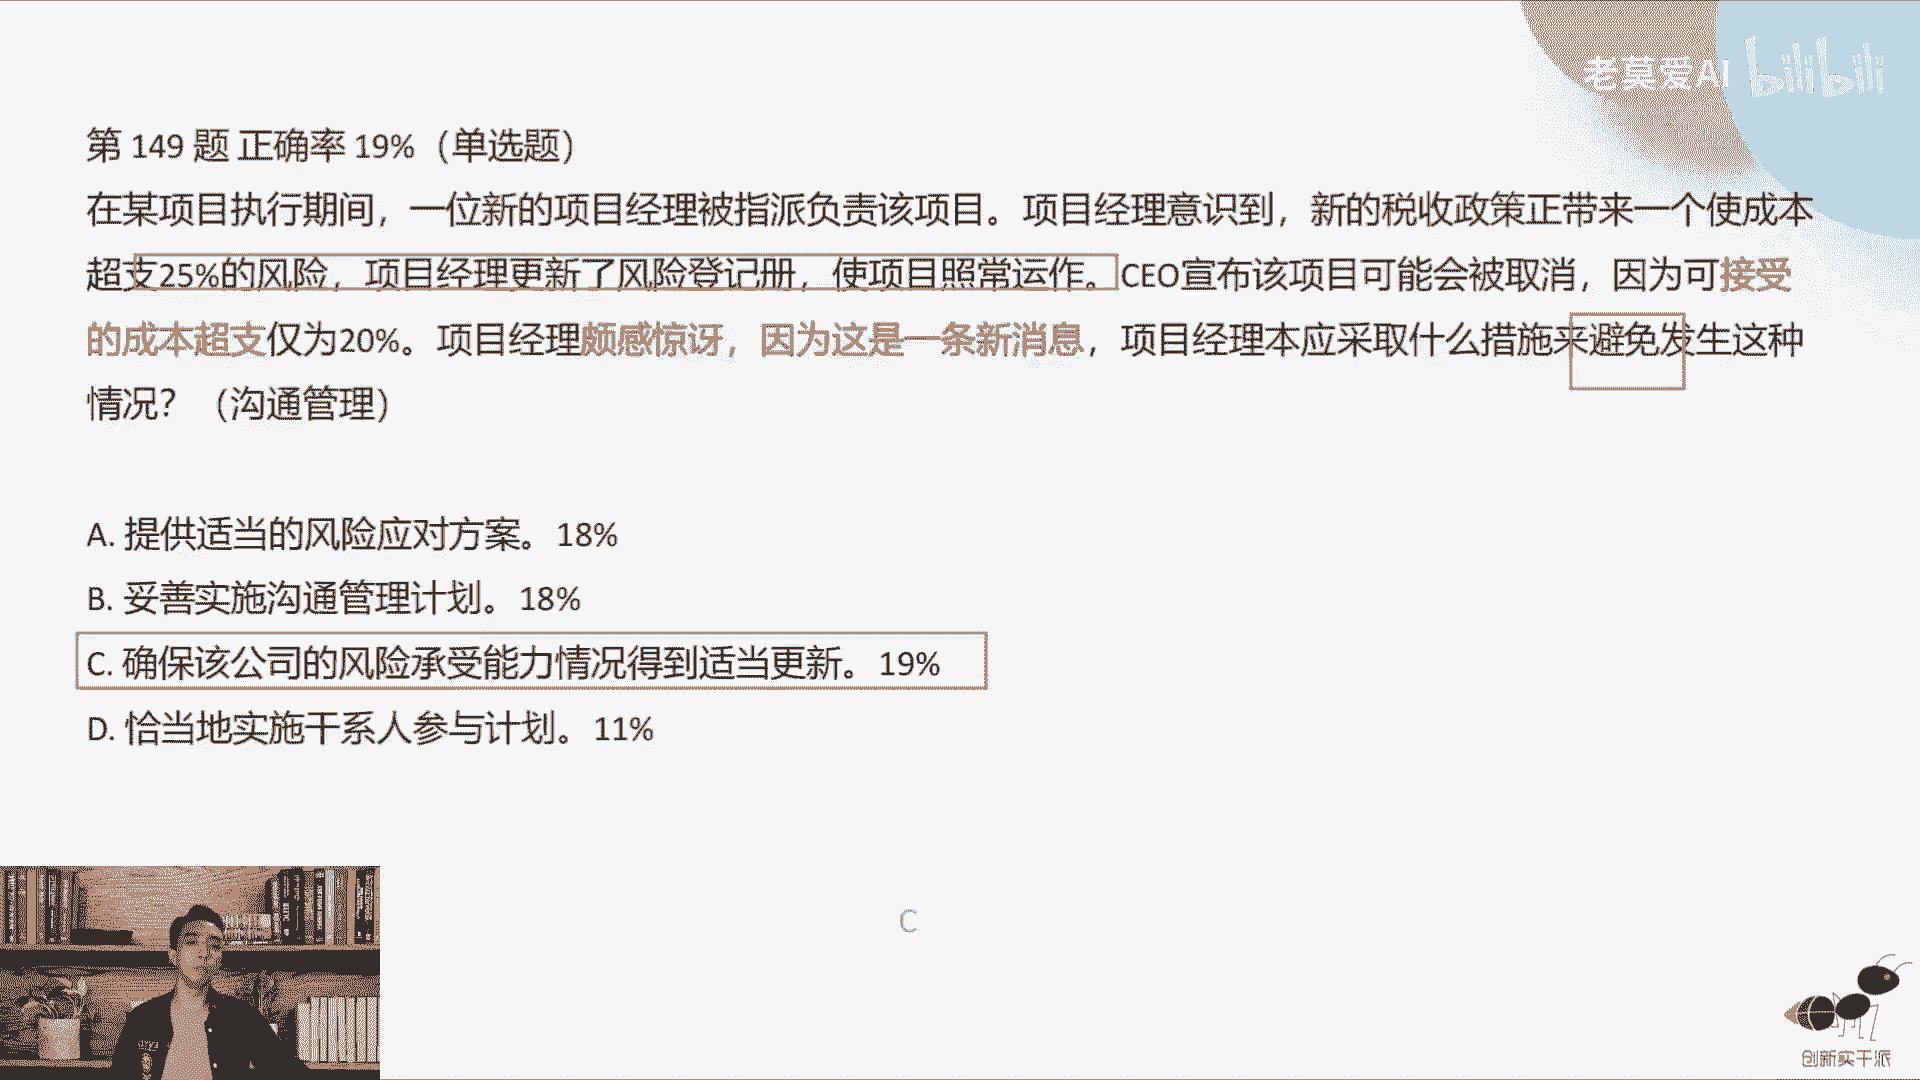 老莫爱AI bilibili
第 149 题 正确率 19%（单选题）
在某项目执行期间，一位新的项目经理被指派负责该项目。项目经理意识到，新的税收政策正带来一个使成本
超支25%的风险，项目经理更新了风险登记册，使项目照常运作。CEO宣布该项目可能会被取消，因为可接受
的成本超支仅为20%。项目经理颇感惊讶，因为这是一条新消息，项目经理本应采取什么措施来避免发生这种
情况？（沟通管理）
A. 提供适当的风险应对方案。18%
B. 妥善实施沟通管理计划。18%
C. 确保该公司的风险承受能力情况得到适当更新。19%
D. 恰当地实施干系人参与计划。11%
C
创新实干派